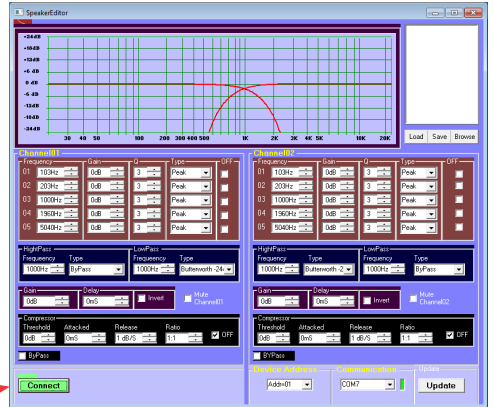 SpeakerEditor
+24dB
+18dB
+12dB
+6 dB
0 dB
-6 dB
-12dB
-18dB
-24dB
30 40 50 100 200 300 400 500 1K 2K 3K 4K 5K 10K 20K
Load Save Browse
Channel01
Frequency Gain Q Type OFF
01 103Hz 0dB 3 Peak
02 203Hz 0dB 3 Peak
03 1000Hz 0dB 3 Peak
04 1960Hz 0dB 3 Peak
05 5040Hz 0dB 3 Peak
HightPass
Frequeency Type
1000Hz ByPass
LowPass
Frequeency Type
1000Hz Butterworth -24
Gain Delay
0dB 0mS Invert Mute Channel01
Compressor
Threshold Attacked Release Ratio
0dB 0mS 1 dB/S 1:1 OFF
ByPass
Channel02
Frequency Gain Q Type OFF
01 103Hz 0dB 3 Peak
02 203Hz 0dB 3 Peak
03 1000Hz 0dB 3 Peak
04 1960Hz 0dB 3 Peak
05 5040Hz 0dB 3 Peak
HightPass
Frequeency Type
1000Hz Butterworth -2
LowPass
Frequeency Type
1000Hz ByPass
Gain Delay
0dB 0mS Invert Mute Channel02
Compressor
Threshold Attacked Release Ratio
0dB 0mS 1 dB/S 1:1 OFF
BYPass
Connect
Device Address
Addr=01
Communication
COM7
Update
Update